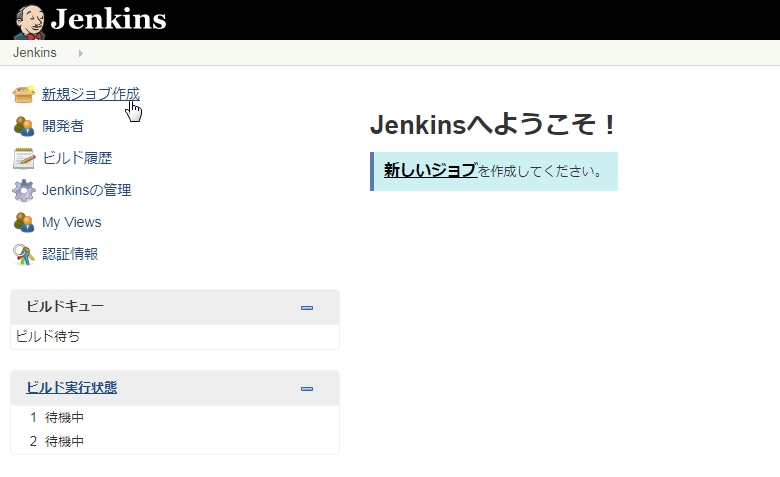 Jenkins
Jenkins
新規ジョブ作成
開発者
ビルド履歴
Jenkinsの管理
My Views
認証情報
ビルドキュー
ビルド待ち
ビルド実行状態
1 待機中
2 待機中
Jenkinsへようこそ！
新しいジョブを作成してください。